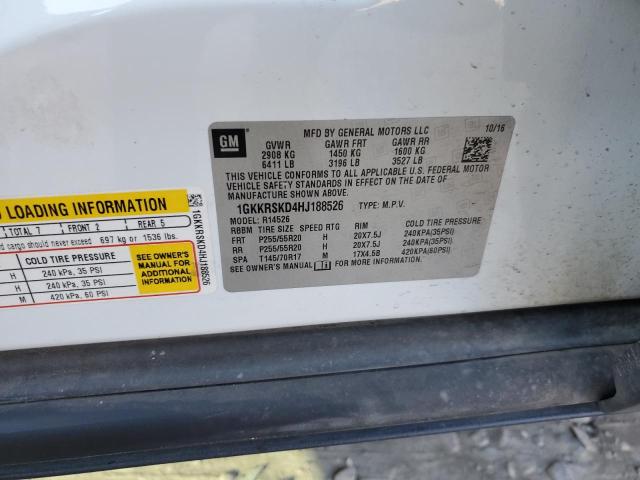 GM
MFD BY GENERAL MOTORS LLC 10/16
GVWR GAWR FRT GAWR RR
2908 KG 1450 KG 1600 KG
6411 LB 3196 LB 3527 LB
THIS VEHICLE CONFORMS TO ALL APPLICABLE U.S. FEDERAL MOTOR
VEHICLE SAFETY STANDARDS IN EFFECT ON THE DATE OF
MANUFACTURE SHOWN ABOVE.
1GKKRSKD4HJ188526 TYPE: M.P.V.
MODEL: R14526
RBBM TIRE SIZE SPEED RTG RIM COLD TIRE PRESSURE
FRT P255/55R20 H 20X7.5J 240KPA(35PSI)
RR P255/55R20 H 20X7.5J 240KPA(35PSI)
SPA T145/70R17 M 17X4.5B 420KPA(60PSI)
SEE OWNER'S MANUAL FOR MORE INFORMATION.
LOADING INFORMATION
TOTAL 7 FRONT 2 REAR 5
cargo should never exceed 697 kg or 1536 lbs.
COLD TIRE PRESSURE
H 240 kPa, 35 PSI
H 240 kPa, 35 PSI
M 420 kPa, 60 PSI
SEE OWNER'S
MANUAL FOR
ADDITIONAL
INFORMATION
1GKKRSKD4HJ188526